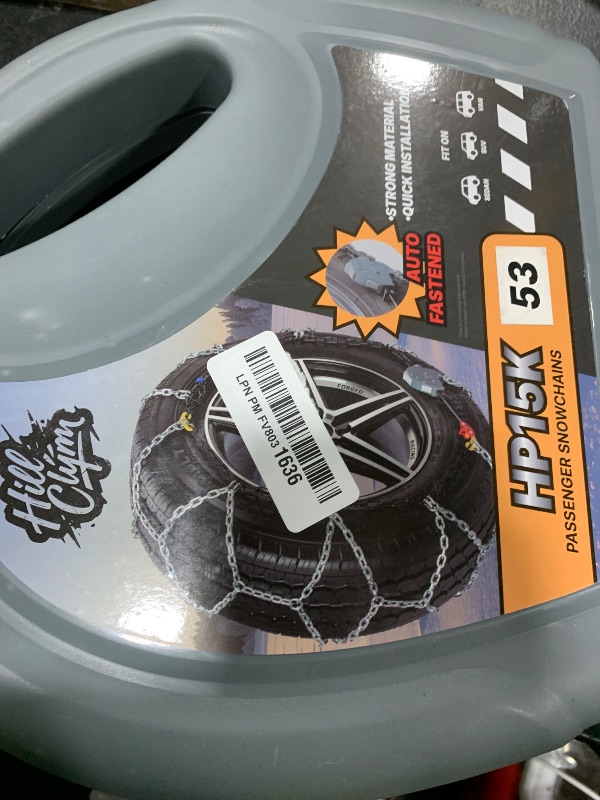 •STRONG MATERIAL
•QUICK INSTALLATION
FIT ON
SEDAN
SUV
VAN
AUTO
FASTENED
53
HP15K
PASSENGER SNOWCHAINS
Hill
Clým
FORGED
LPN PM FV803 1636